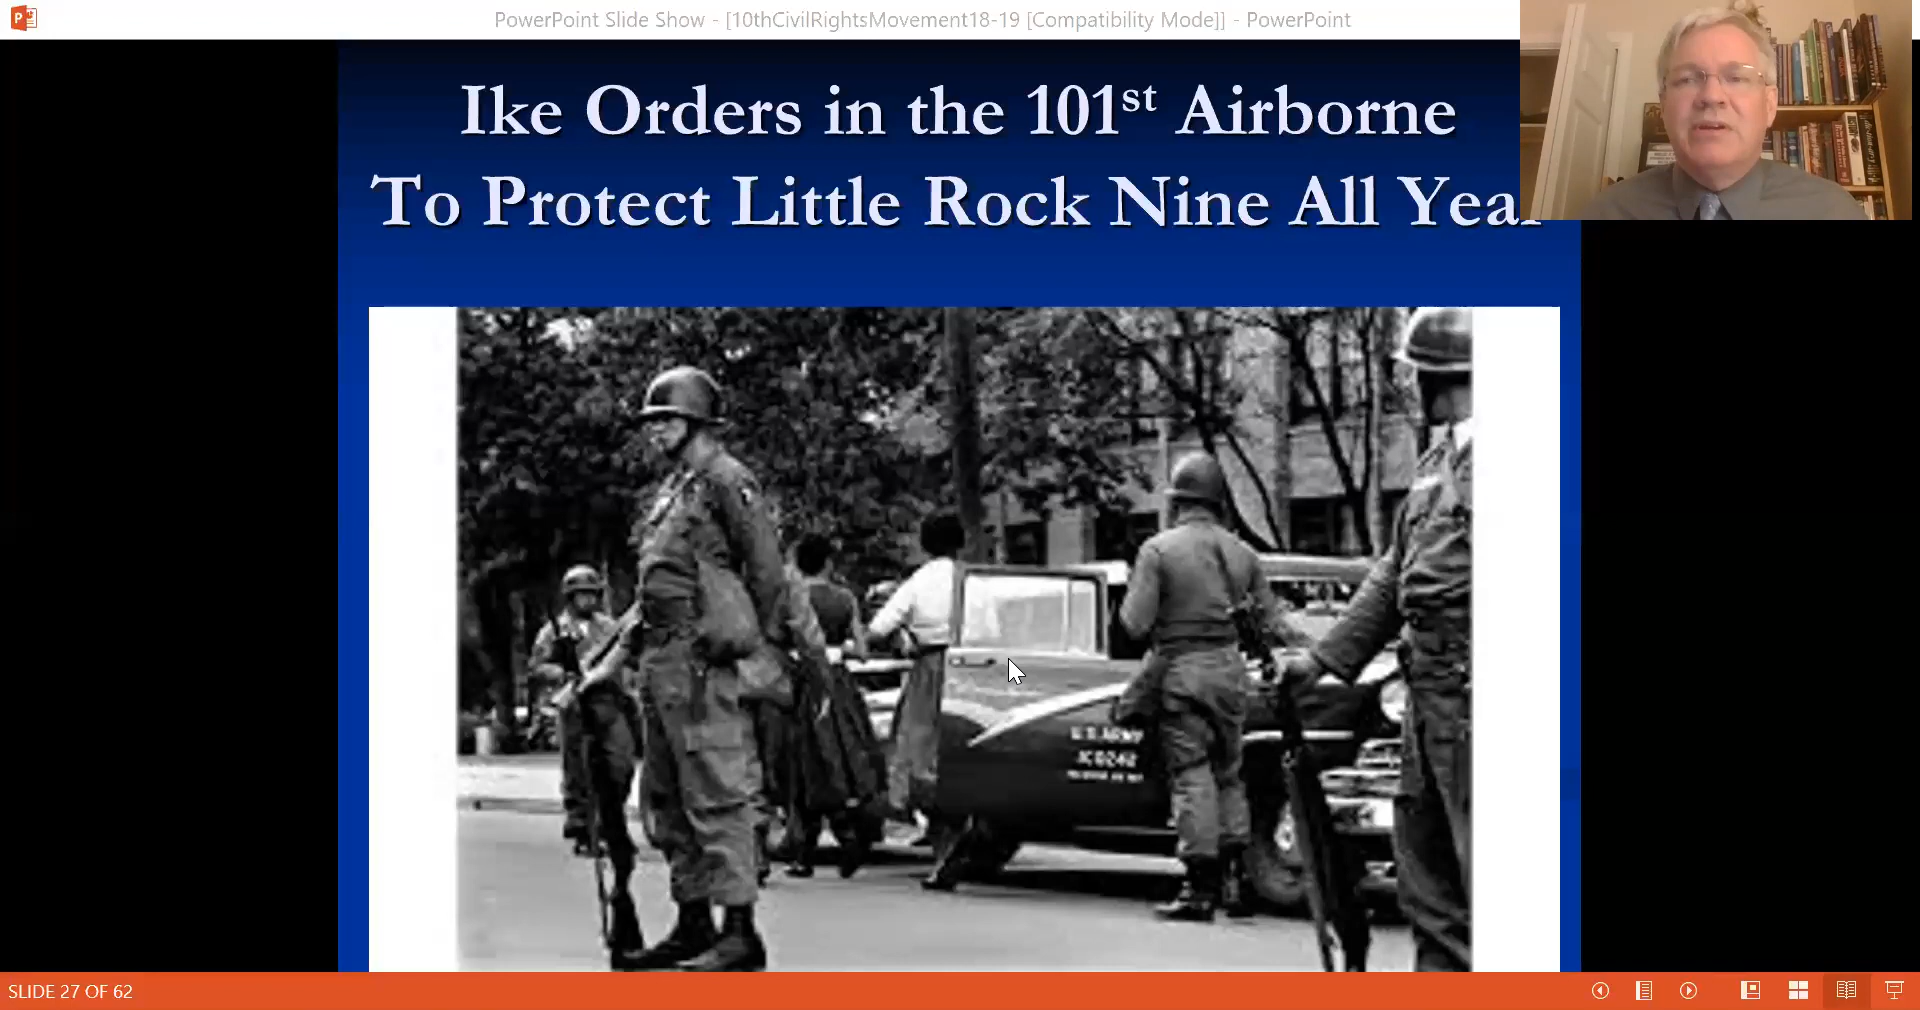 PowerPoint Slide Show - [10thCivilRightsMovement18-19 [Compatibility Mode]] - PowerPoint
Ike Orders in the 101st Airborne
To Protect Little Rock Nine All Year
U.S. ARMY
SLIDE 27 OF 62